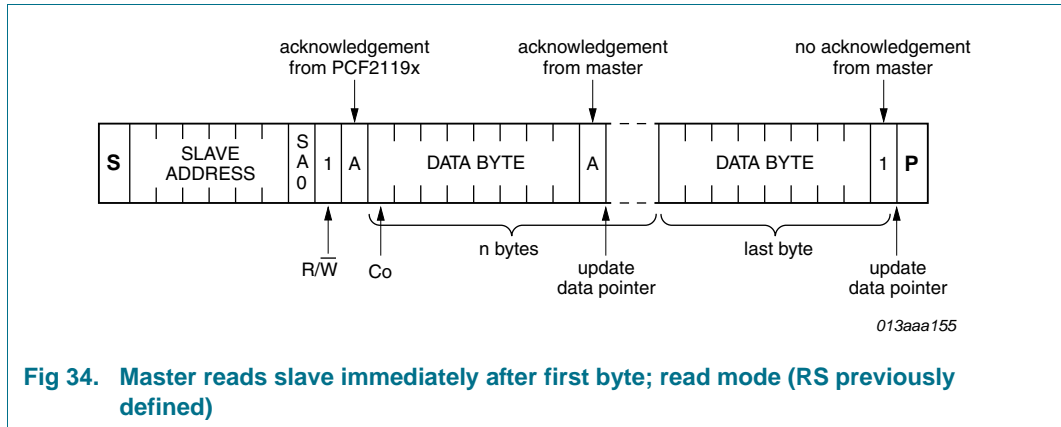 acknowledgement
from PCF2119x
acknowledgement
from master
no acknowledgement
from master
S
SLAVE
ADDRESS
S
A
0
1
A
DATA BYTE
A
DATA BYTE
1
P
R/W̅
Co
n bytes
update
data pointer
last byte
update
data pointer
013aaa155
Fig 34. Master reads slave immediately after first byte; read mode (RS previously
defined)